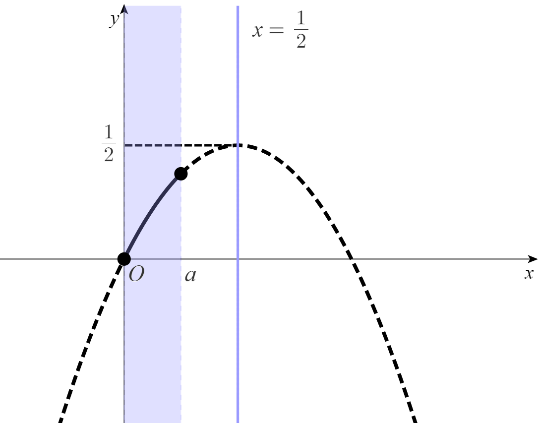 y
x = 1/2
1/2
O
a
x